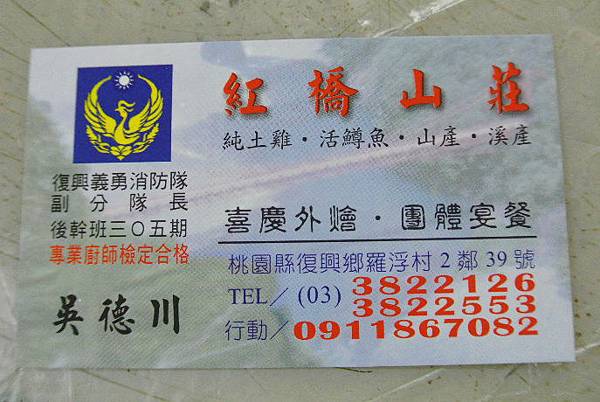 紅橋山莊
純土雞・活鱒魚・山產・溪產
復興義勇消防隊
副分隊長
後幹班三0五期
專業廚師檢定合格
吳德川
喜慶外燴・團體宴餐
桃園縣復興鄉羅浮村2鄰39號
TEL／(03) 3822126
3822553
行動／0911867082